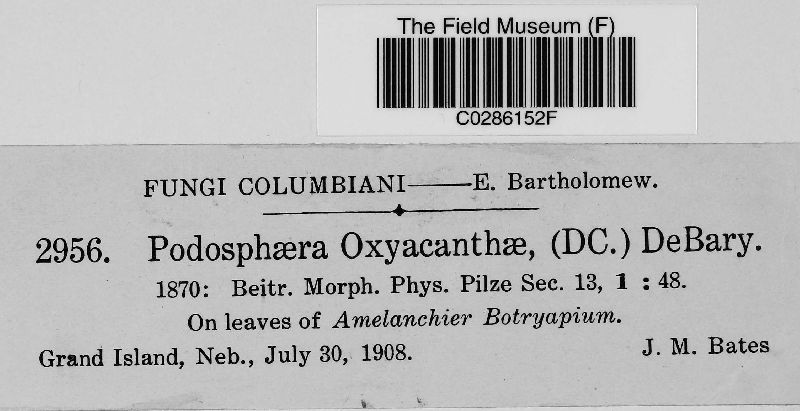 The Field Museum (F)
C0286152F
FUNGI COLUMBIANI——E. Bartholomew.
2956. Podosphæra Oxyacanthæ, (DC.) DeBary.
1870: Beitr. Morph. Phys. Pilze Sec. 13, 1 : 48.
On leaves of Amelanchier Botryapium.
Grand Island, Neb., July 30, 1908. J. M. Bates